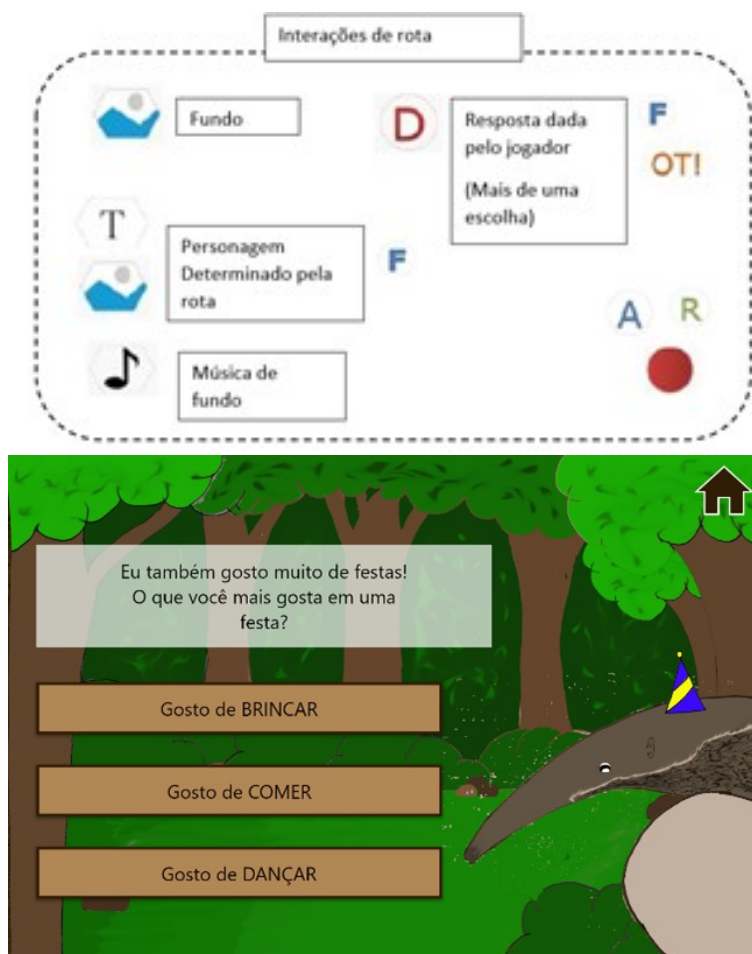 Interações de rota
Fundo
D
Resposta dada
pelo jogador
(Mais de uma
escolha)
F
OT!
T
Personagem
Determinado pela
rota
F
Música de
fundo
A
R
Eu também gosto muito de festas!
O que você mais gosta em uma
festa?
Gosto de BRINCAR
Gosto de COMER
Gosto de DANÇAR